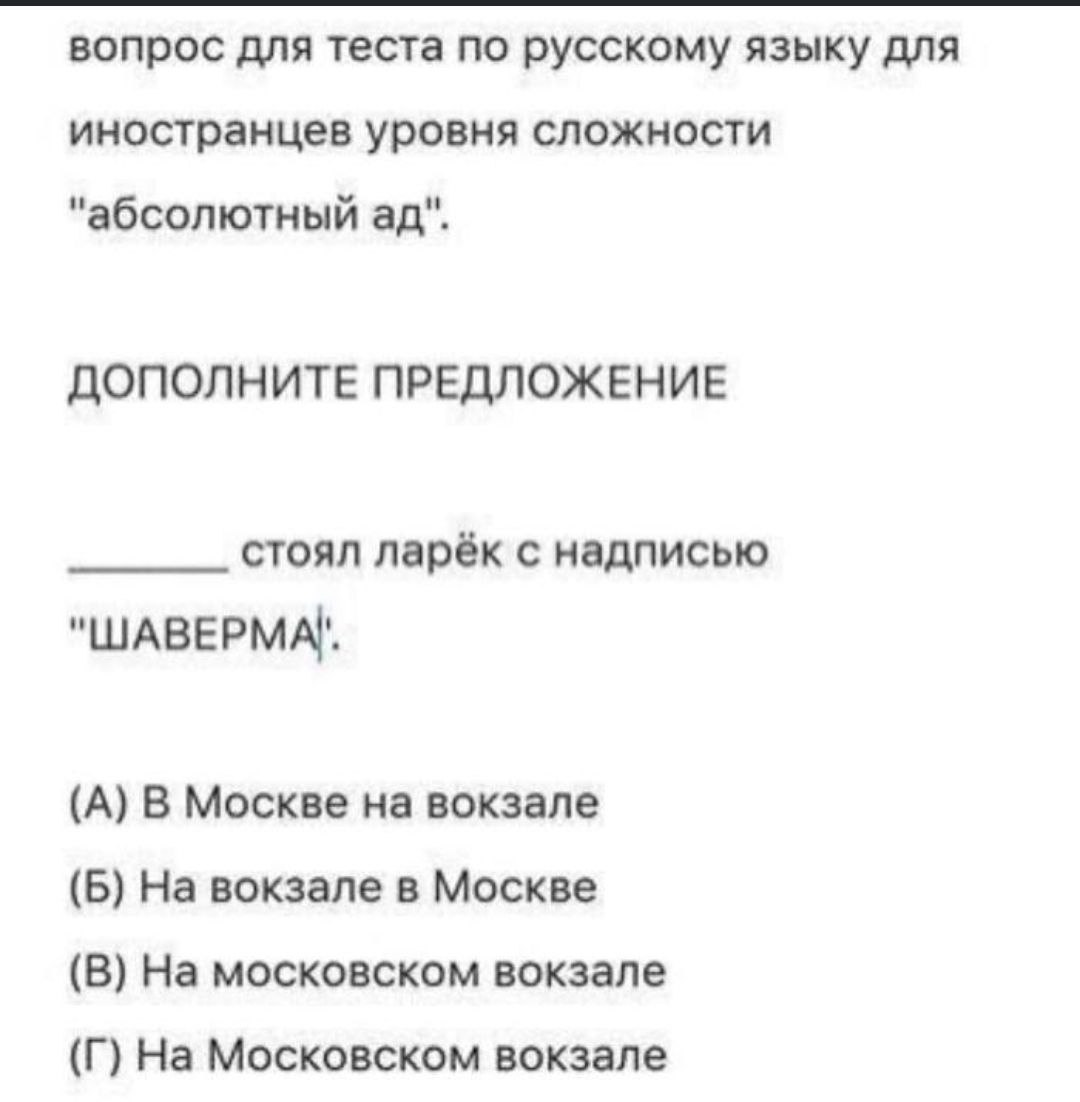 вопрос для теста по русскому языку для
иностранцев уровня сложности
"абсолютный ад".
ДОПОЛНИТЕ ПРЕДЛОЖЕНИЕ
________ стоял ларёк с надписью
"ШАВЕРМА".
(А) В Москве на вокзале
(Б) На вокзале в Москве
(В) На московском вокзале
(Г) На Московском вокзале